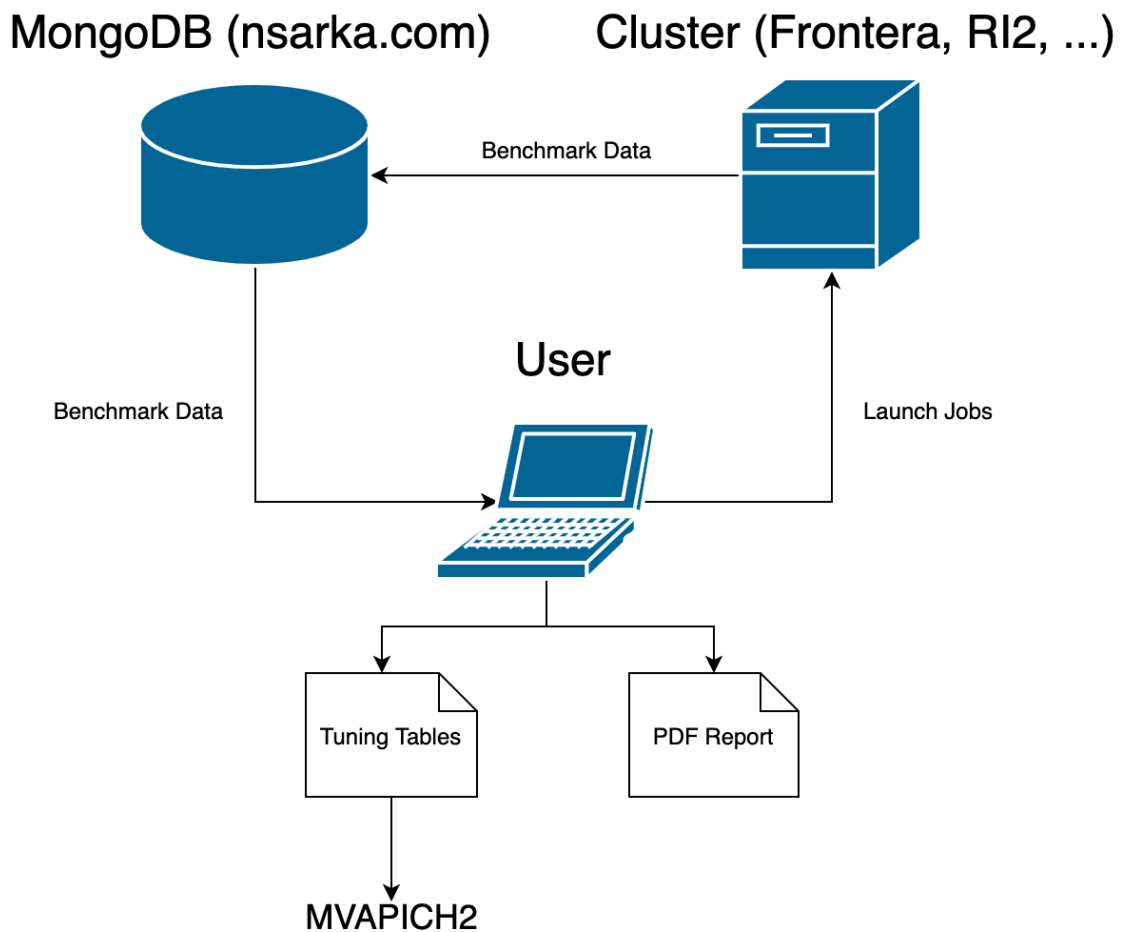 MongoDB (nsarka.com)
Cluster (Frontera, RI2, ...)
Benchmark Data
User
Benchmark Data
Launch Jobs
Tuning Tables
PDF Report
MVAPICH2